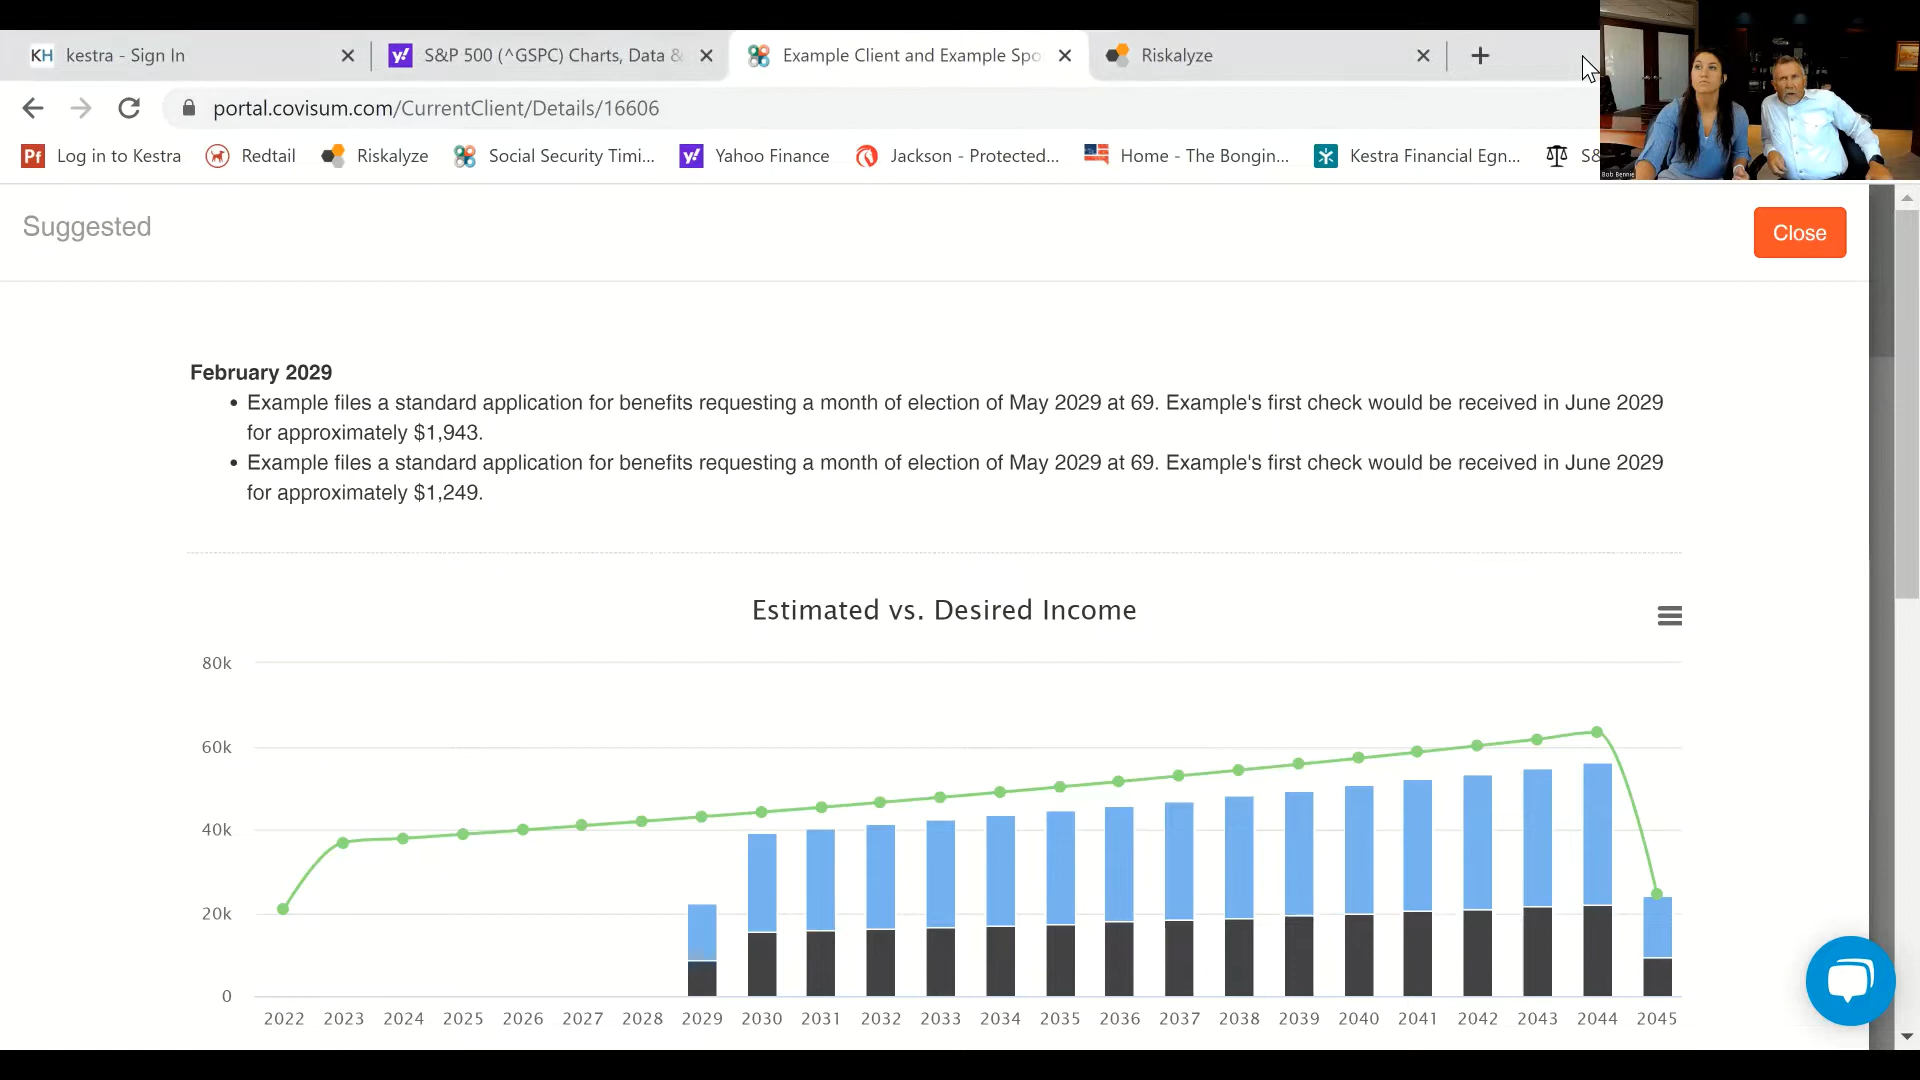 KH kestra - Sign In
S&P 500 (^GSPC) Charts, Data &
Example Client and Example Spo
Riskalyze
portal.covisum.com/CurrentClient/Details/16606
Pf Log in to Kestra
Redtail
Riskalyze
Social Security Timi...
y! Yahoo Finance
Jackson - Protected...
Home - The Bongin...
Kestra Financial Egn...
S&
Bob Bennie
Suggested
Close
February 2029
• Example files a standard application for benefits requesting a month of election of May 2029 at 69. Example's first check would be received in June 2029
for approximately $1,943.
• Example files a standard application for benefits requesting a month of election of May 2029 at 69. Example's first check would be received in June 2029
for approximately $1,249.
Estimated vs. Desired Income
80k
60k
40k
20k
0
2022 2023 2024 2025 2026 2027 2028 2029 2030 2031 2032 2033 2034 2035 2036 2037 2038 2039 2040 2041 2042 2043 2044 2045